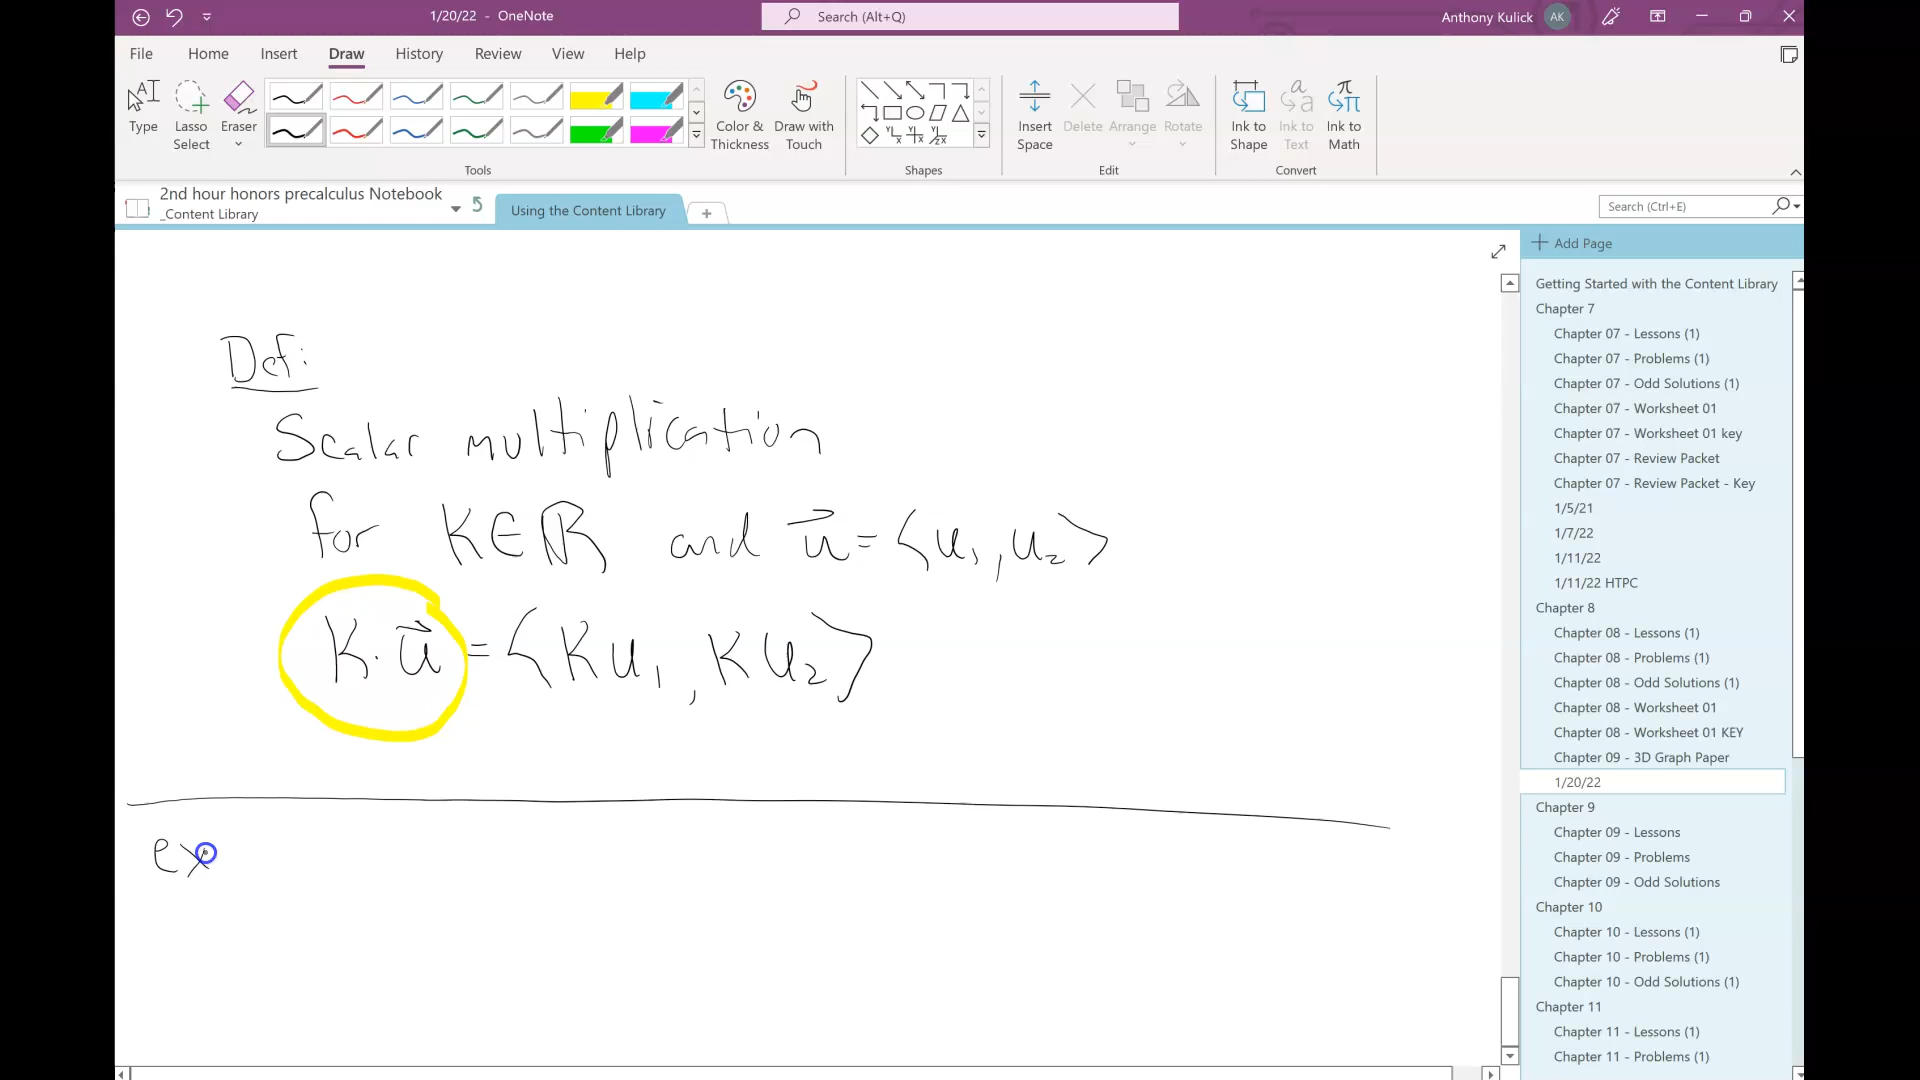 1/20/22 - OneNote
Search (Alt+Q)
Anthony Kulick AK
File Home Insert Draw History Review View Help
Type
Lasso Select
Eraser
Color & Thickness
Draw with Touch
Insert Space
Delete
Arrange
Rotate
Ink to Shape
Ink to Text
Ink to Math
Tools Shapes Edit Convert
2nd hour honors precalculus Notebook
_Content Library
Using the Content Library
Search (Ctrl+E)
Def:
Scalar multiplication
for K∈ℝ and u⃗ = ⟨u₁, u₂⟩
K·u⃗ = ⟨Ku₁, Ku₂⟩
ex
Add Page
Getting Started with the Content Library
Chapter 7
Chapter 07 - Lessons (1)
Chapter 07 - Problems (1)
Chapter 07 - Odd Solutions (1)
Chapter 07 - Worksheet 01
Chapter 07 - Worksheet 01 key
Chapter 07 - Review Packet
Chapter 07 - Review Packet - Key
1/5/21
1/7/22
1/11/22
1/11/22 HTPC
Chapter 8
Chapter 08 - Lessons (1)
Chapter 08 - Problems (1)
Chapter 08 - Odd Solutions (1)
Chapter 08 - Worksheet 01
Chapter 08 - Worksheet 01 KEY
Chapter 09 - 3D Graph Paper
1/20/22
Chapter 9
Chapter 09 - Lessons
Chapter 09 - Problems
Chapter 09 - Odd Solutions
Chapter 10
Chapter 10 - Lessons (1)
Chapter 10 - Problems (1)
Chapter 10 - Odd Solutions (1)
Chapter 11
Chapter 11 - Lessons (1)
Chapter 11 - Problems (1)